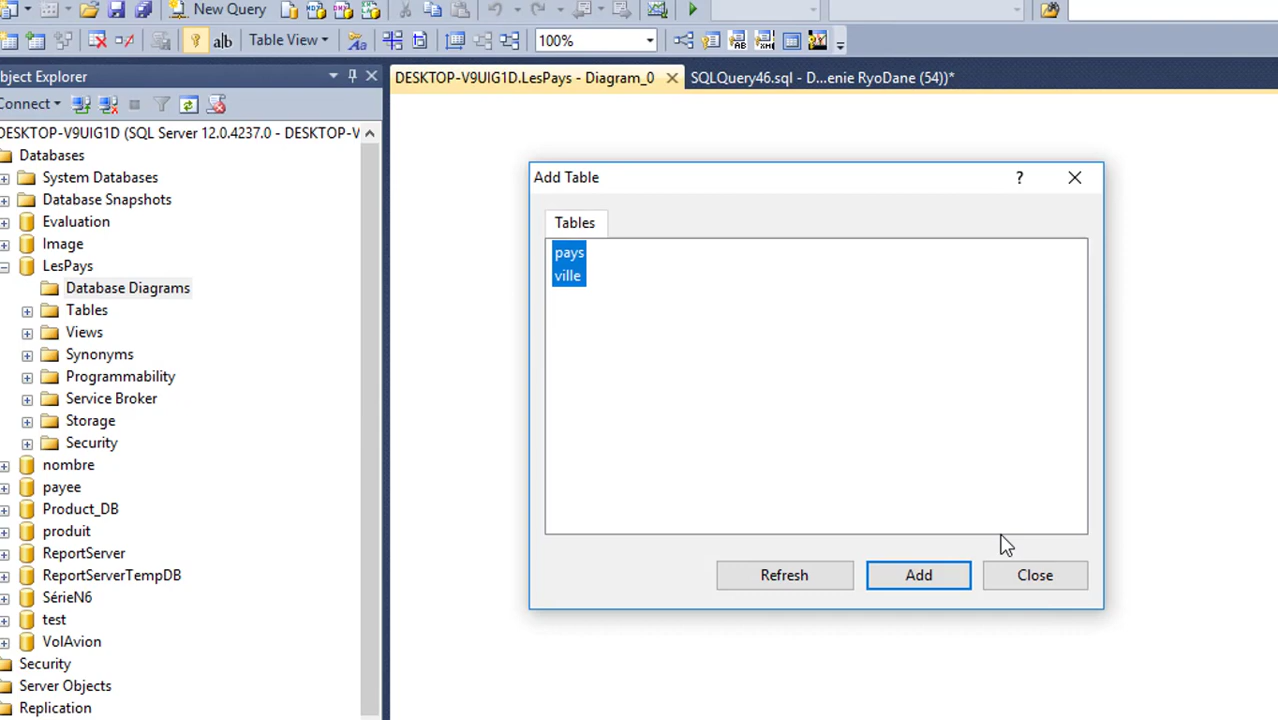 New Query
a|b
Table View
100%
bject Explorer
DESKTOP-V9UIG1D.LesPays - Diagram_0
SQLQuery46.sql - D...enie RyoDane (54))*
Connect
DESKTOP-V9UIG1D (SQL Server 12.0.4237.0 - DESKTOP-V
Databases
System Databases
Database Snapshots
Evaluation
Image
LesPays
Database Diagrams
Tables
Views
Synonyms
Programmability
Service Broker
Storage
Security
nombre
payee
Product_DB
produit
ReportServer
ReportServerTempDB
SérieN6
test
VolAvion
Security
Server Objects
Replication
Add Table
?
Tables
pays
ville
Refresh
Add
Close